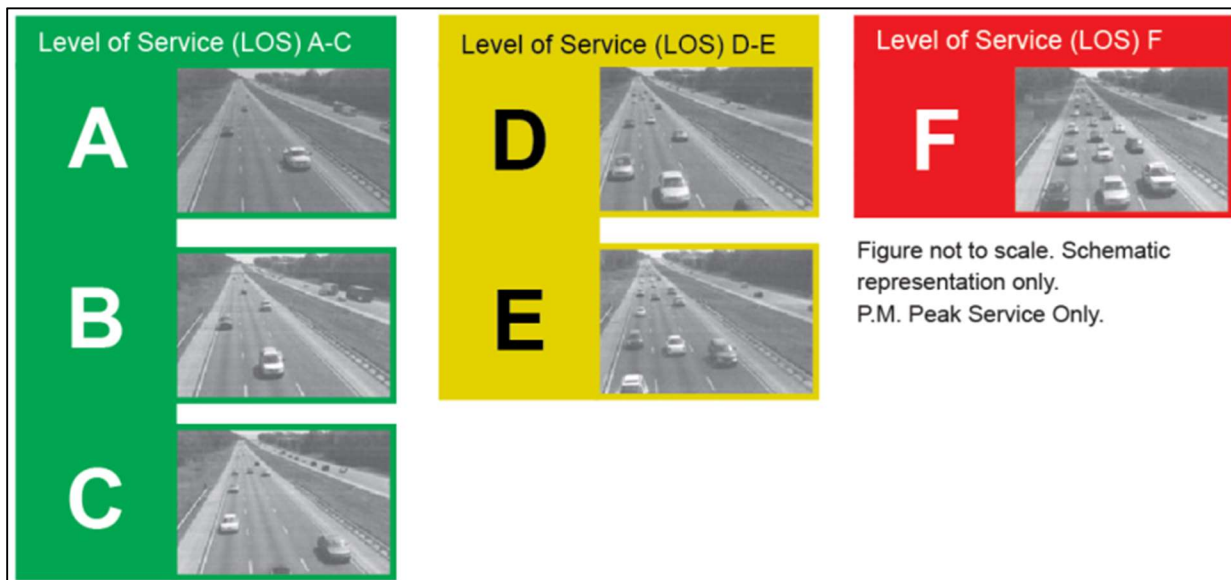 Level of Service (LOS) A-C
A
B
C
Level of Service (LOS) D-E
D
E
Level of Service (LOS) F
F
Figure not to scale. Schematic
representation only.
P.M. Peak Service Only.